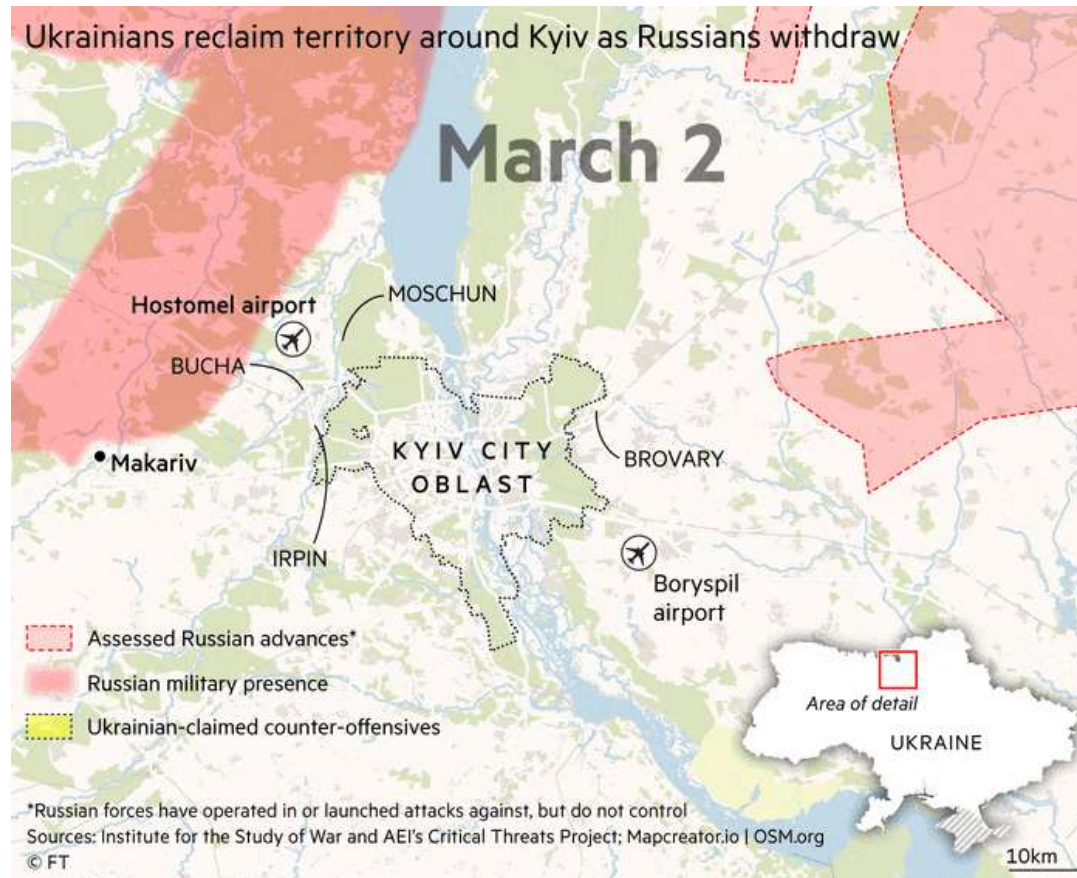 Ukrainians reclaim territory around Kyiv as Russians withdraw
March 2
MOSCHUN
Hostomel airport
BUCHA
KYIV CITY
OBLAST
BROVARY
Makariv
IRPIN
Boryspil
airport
Assessed Russian advances*
Russian military presence
Ukrainian-claimed counter-offensives
Area of detail
UKRAINE
*Russian forces have operated in or launched attacks against, but do not control
Sources: Institute for the Study of War and AEI's Critical Threats Project; Mapcreator.io | OSM.org
© FT
10km